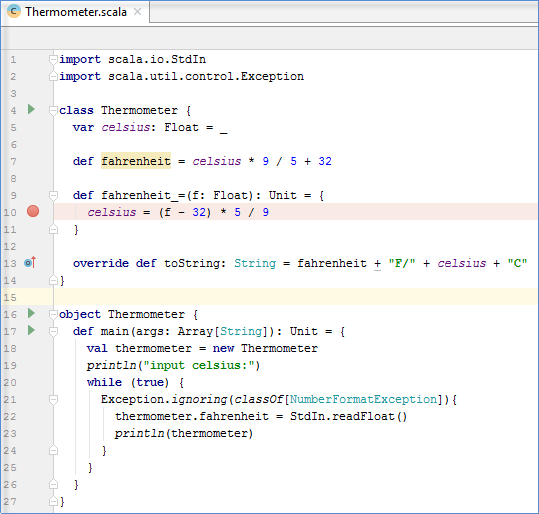 Thermometer.scala
1 import scala.io.StdIn
2 import scala.util.control.Exception
3
4 class Thermometer {
5   var celsius: Float = _
6
7   def fahrenheit = celsius * 9 / 5 + 32
8
9   def fahrenheit_=(f: Float): Unit = {
10     celsius = (f - 32) * 5 / 9
11   }
12
13   override def toString: String = fahrenheit + "F/" + celsius + "C"
14 }
15
16 object Thermometer {
17   def main(args: Array[String]): Unit = {
18     val thermometer = new Thermometer
19     println("input celsius:")
20     while (true) {
21       Exception.ignoring(classOf[NumberFormatException]){
22         thermometer.fahrenheit = StdIn.readFloat()
23         println(thermometer)
24       }
25     }
26   }
27 }